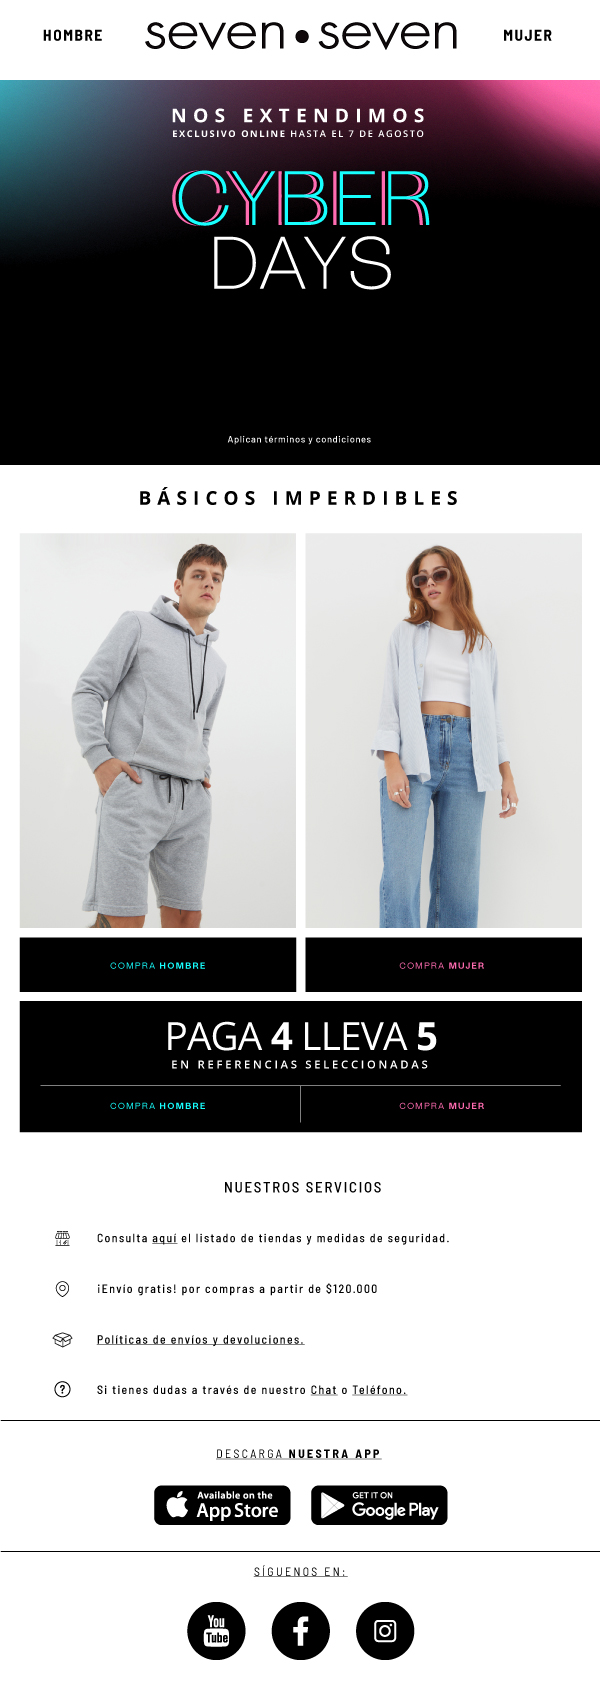 HOMBRE
seven•seven
MUJER
NOS EXTENDIMOS
EXCLUSIVO ONLINE HASTA EL 7 DE AGOSTO
CYBER
DAYS
Aplican términos y condiciones
BÁSICOS IMPERDIBLES
COMPRA HOMBRE
COMPRA MUJER
PAGA 4 LLEVA 5
EN REFERENCIAS SELECCIONADAS
COMPRA HOMBRE
COMPRA MUJER
NUESTROS SERVICIOS
Consulta aquí el listado de tiendas y medidas de seguridad.
¡Envío gratis! por compras a partir de $120.000
Políticas de envíos y devoluciones.
Si tienes dudas a través de nuestro Chat o Teléfono.
DESCARGA NUESTRA APP
Available on the
App Store
GET IT ON
Google Play
SÍGUENOS EN:
You
Tube